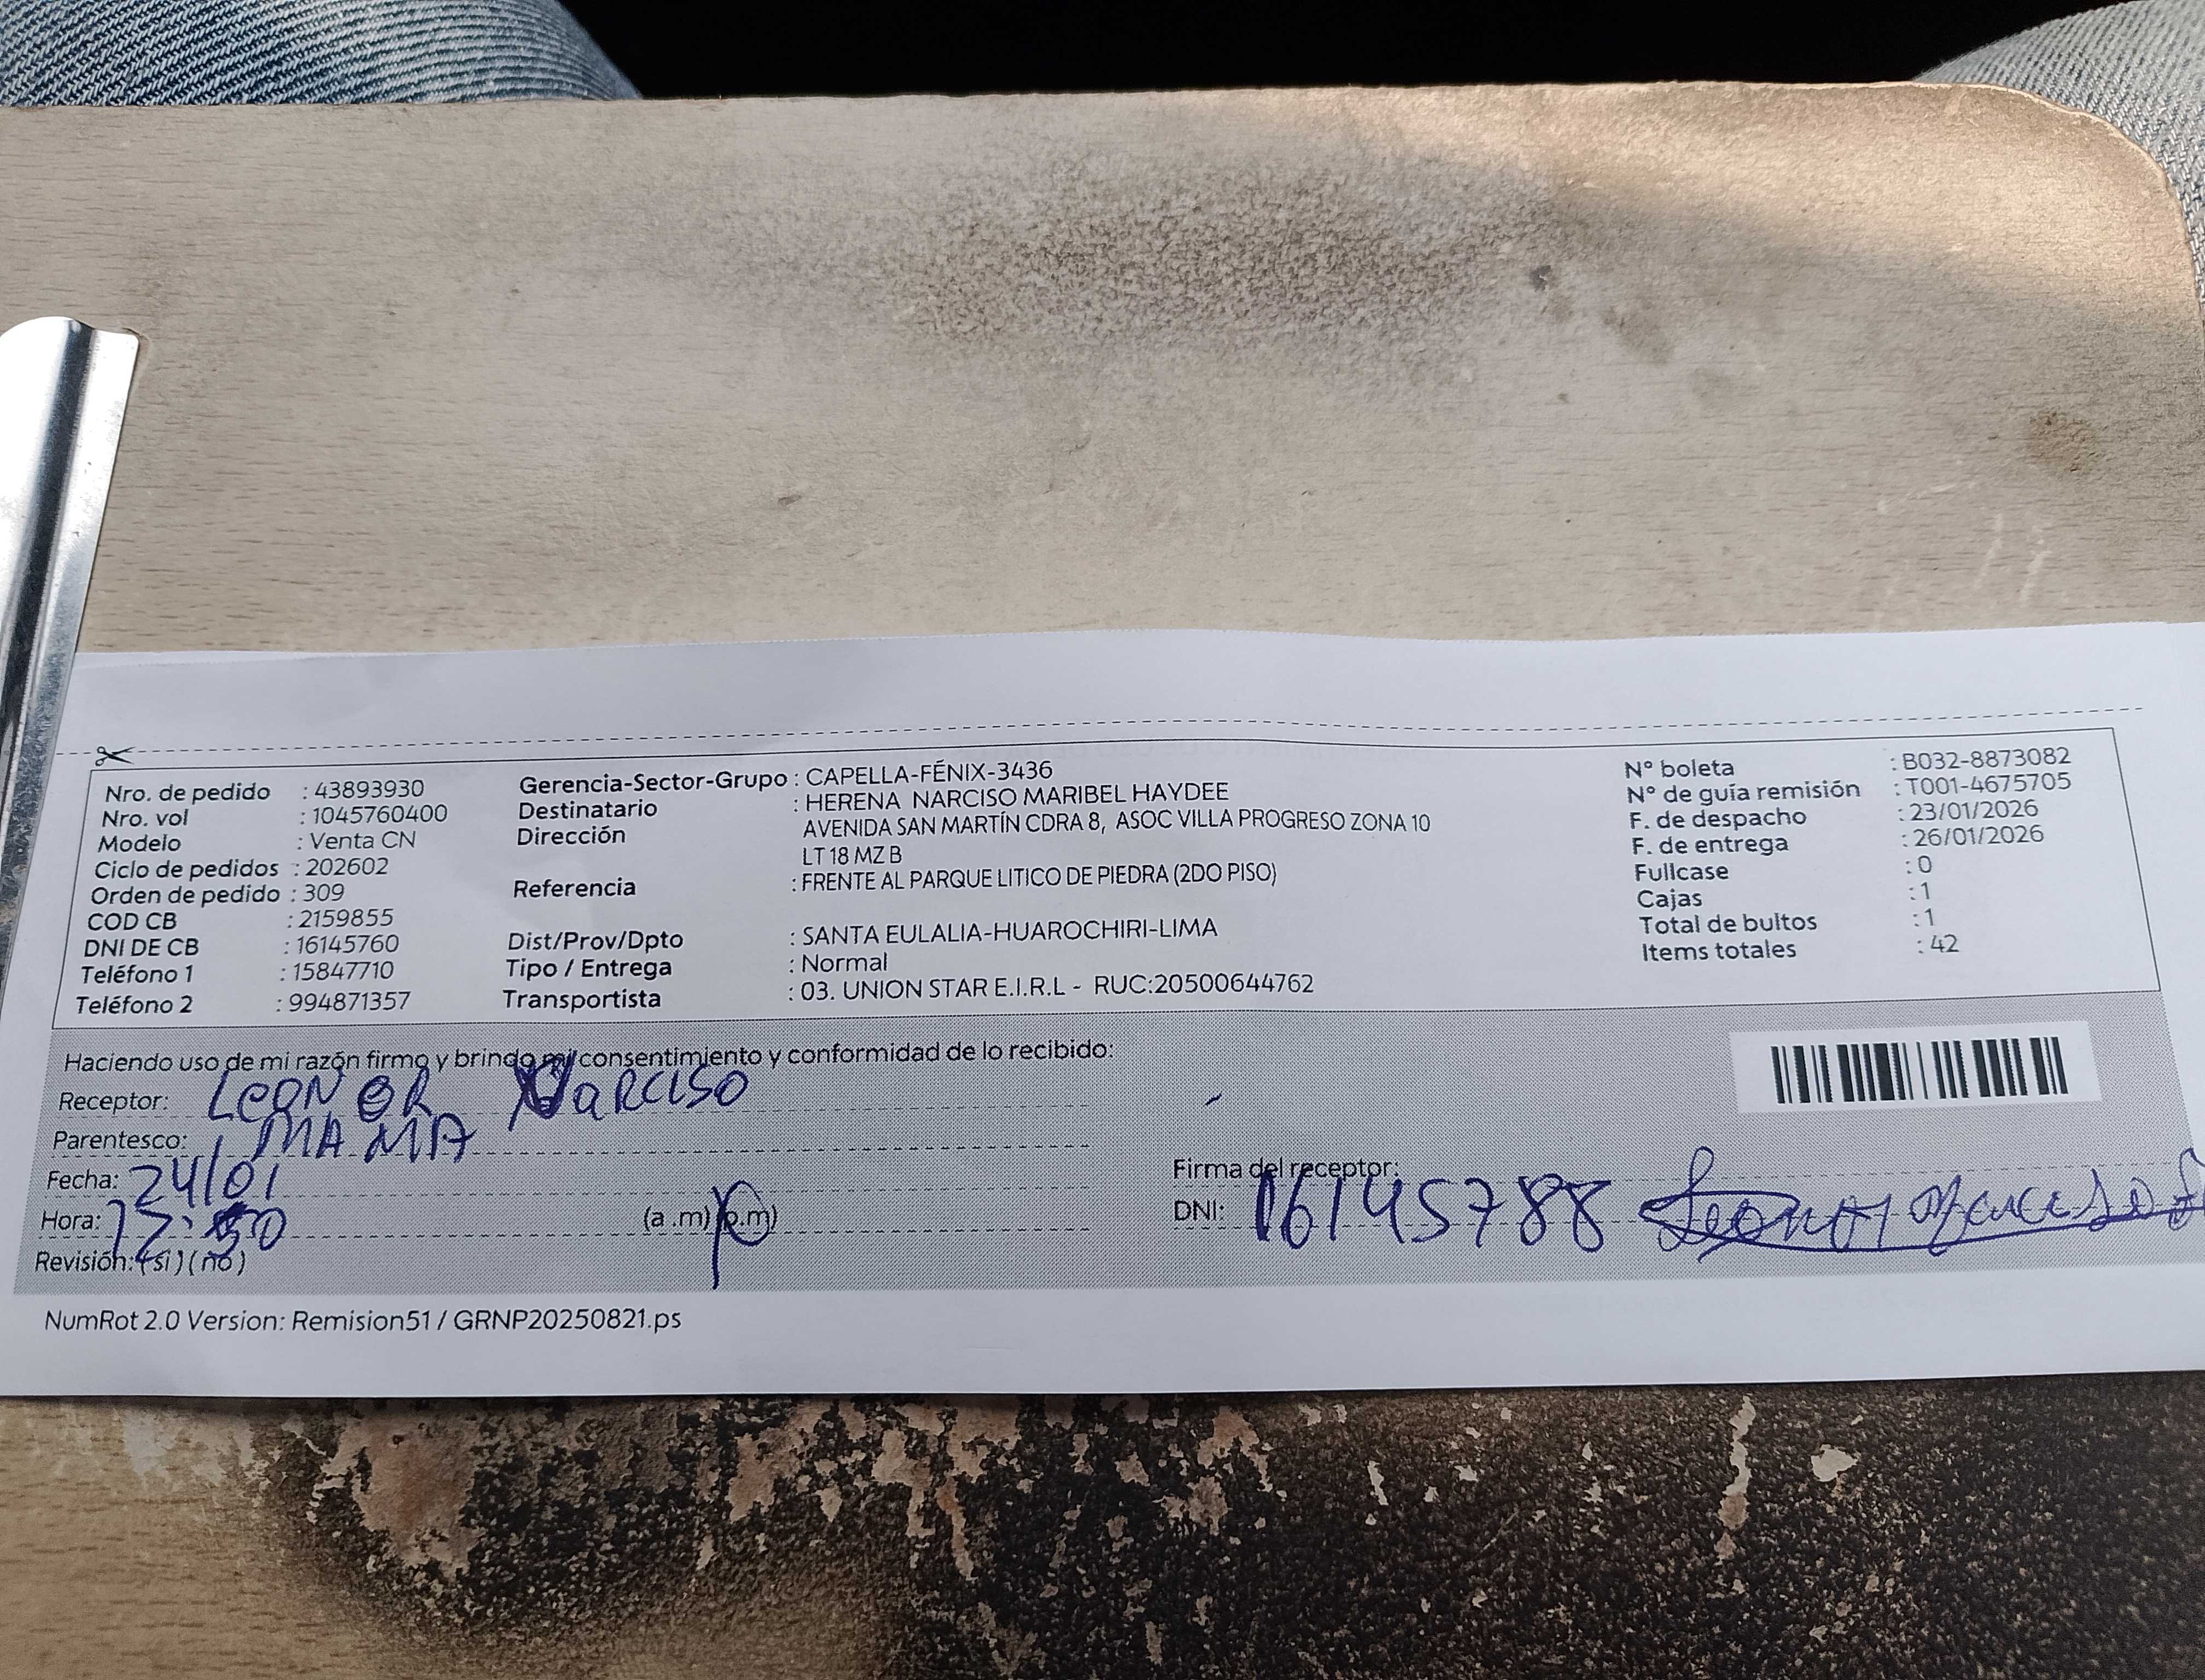 Nro. de pedido : 43893930
Nro. vol : 1045760400
Modelo : Venta CN
Ciclo de pedidos : 202602
Orden de pedido : 309
COD CB : 2159855
DNI DE CB : 16145760
Teléfono 1 : 15847710
Teléfono 2 : 994871357
Gerencia-Sector-Grupo : CAPELLA-FÉNIX-3436
Destinatario : HERENA NARCISO MARIBEL HAYDEE
Dirección AVENIDA SAN MARTÍN CDRA 8, ASOC VILLA PROGRESO ZONA 10
LT 18 MZ B
Referencia : FRENTE AL PARQUE LITICO DE PIEDRA (2DO PISO)
Dist/Prov/Dpto : SANTA EULALIA-HUAROCHIRI-LIMA
Tipo / Entrega : Normal
Transportista : 03. UNION STAR E.I.R.L - RUC:20500644762
N° boleta : B032-8873082
N° de guía remisión : T001-4675705
F. de despacho : 23/01/2026
F. de entrega : 26/01/2026
Fullcase : 0
Cajas : 1
Total de bultos : 1
Items totales : 42
Haciendo uso de mi razón firmo y brindo mi consentimiento y conformidad de lo recibido:
Receptor: LEONOR NARCISO
Parentesco: MAMA
Fecha: 24/01
Hora: (a .m) (p.m)
Revisión: (si) (no)
Firma del receptor:
DNI: 16145788
NumRot 2.0 Version: Remision51 / GRNP20250821.ps